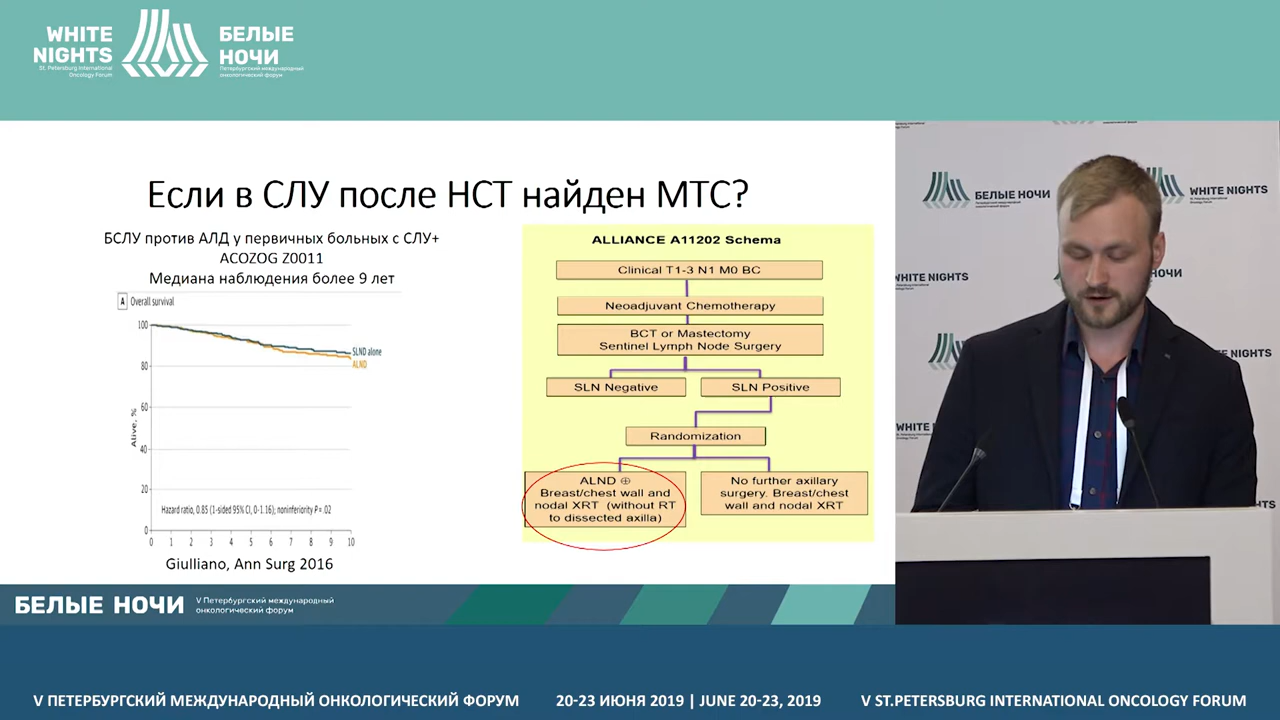 WHITE
NIGHTS
St. Petersburg International
Oncology Forum
БЕЛЫЕ
НОЧИ
Петербургский международный
онкологический форум
Если в СЛУ после НСТ найден МТС?
БСЛУ против АЛД у первичных больных с СЛУ+
ACOZOG Z0011
Медиана наблюдения более 9 лет
A Overall survival
100
80
60
40
20
0
Alive, %
SLND alone
ALND
Hazard ratio, 0.85 (1-sided 95% CI, 0-1.16); noninferiority P = .02
0 1 2 3 4 5 6 7 8 9 10
Giulliano, Ann Surg 2016
ALLIANCE A11202 Schema
Clinical T1-3 N1 M0 BC
Neoadjuvant Chemotherapy
BCT or Mastectomy
Sentinel Lymph Node Surgery
SLN Negative
SLN Positive
Randomization
ALND ⊕
Breast/chest wall and
nodal XRT (without RT
to dissected axilla)
No further axillary
surgery. Breast/chest
wall and nodal XRT
БЕЛЫЕ НОЧИ
WHITE NIGHTS
WHITE NIGHTS
НОЧИ
NIGHTS
WHITE
WHITE
HTS
БЕЛЫЕ НОЧИ
V Петербургский международный
онкологический форум
V ПЕТЕРБУРГСКИЙ МЕЖДУНАРОДНЫЙ ОНКОЛОГИЧЕСКИЙ ФОРУМ
20-23 ИЮНЯ 2019 | JUNE 20-23, 2019
V ST.PETERSBURG INTERNATIONAL ONCOLOGY FORUM